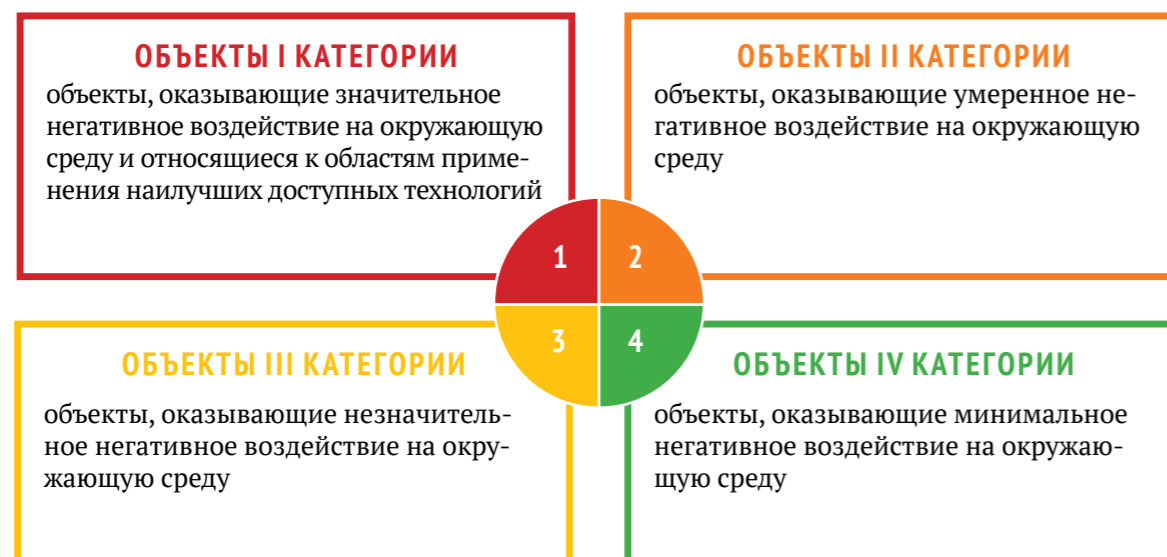 ОБЪЕКТЫ I КАТЕГОРИИ
объекты, оказывающие значительное
негативное воздействие на окружающую
среду и относящиеся к областям приме-
нения наилучших доступных технологий
ОБЪЕКТЫ II КАТЕГОРИИ
объекты, оказывающие умеренное не-
гативное воздействие на окружающую
среду
1
2
3
4
ОБЪЕКТЫ III КАТЕГОРИИ
объекты, оказывающие незначитель-
ное негативное воздействие на окру-
жающую среду
ОБЪЕКТЫ IV КАТЕГОРИИ
объекты, оказывающие минимальное
негативное воздействие на окружаю-
щую среду